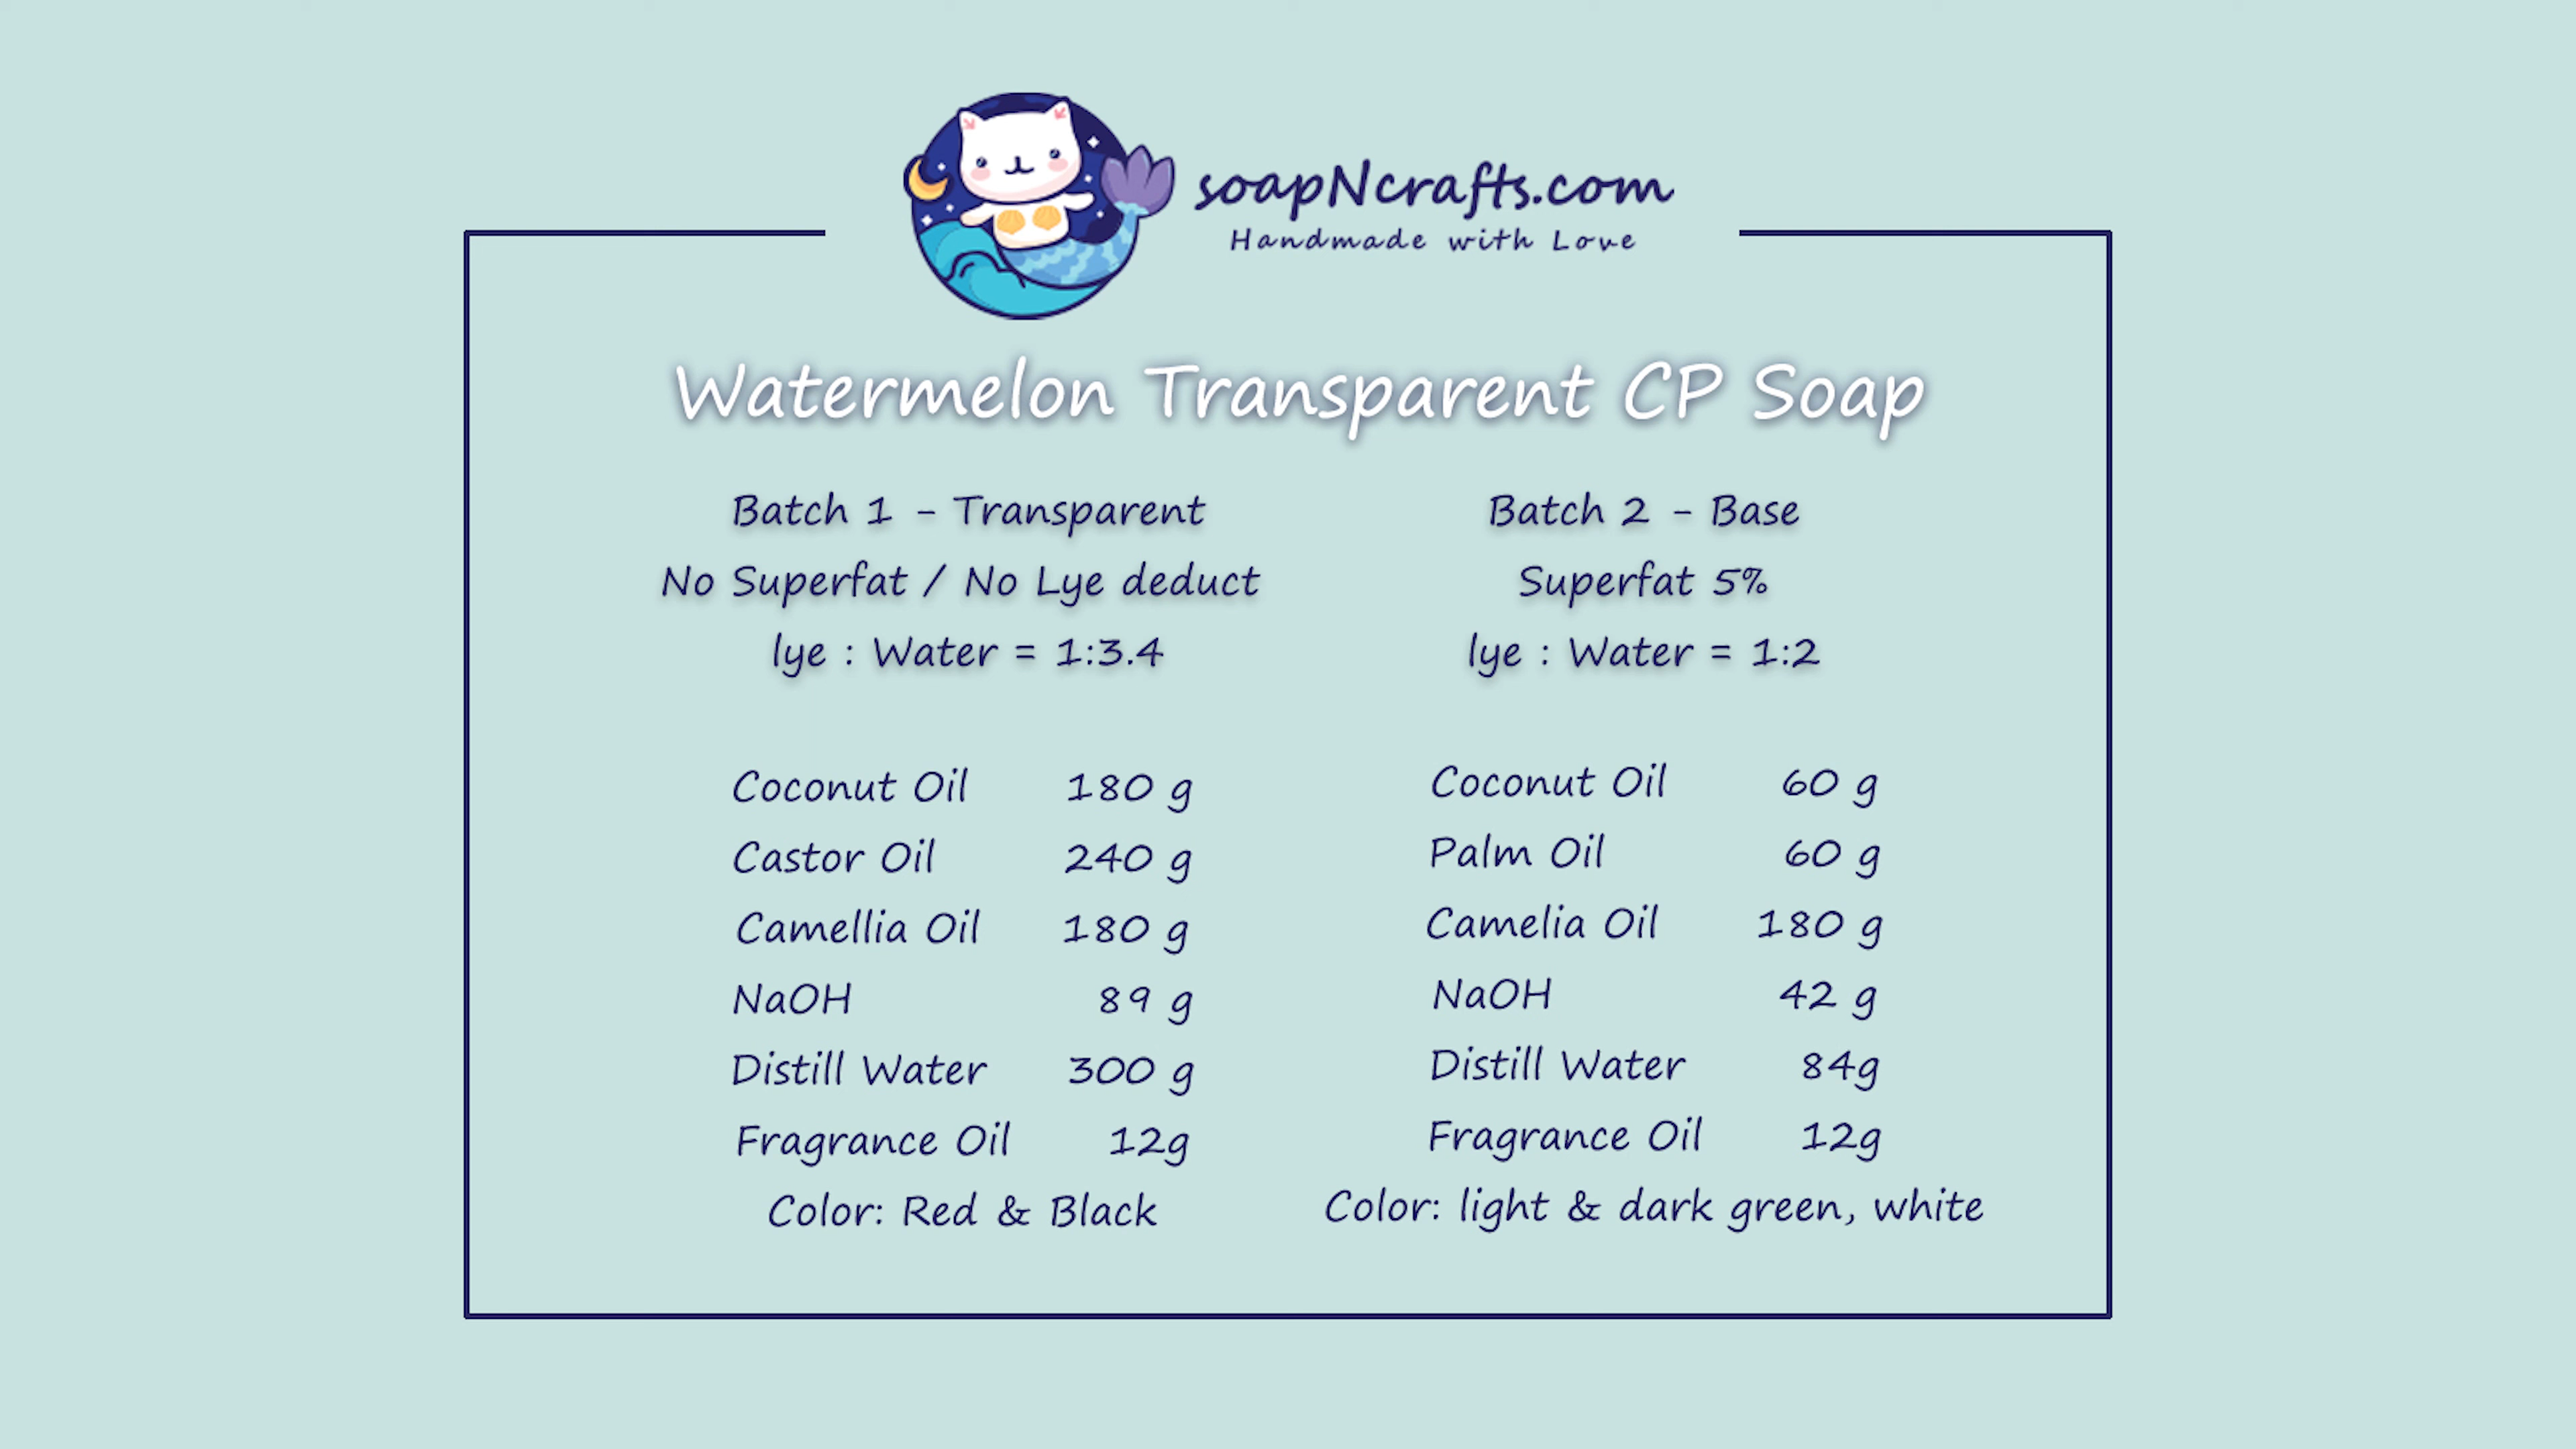 soapNcrafts.com
Handmade with Love
Watermelon Transparent CP Soap
Batch 1 - Transparent
No Superfat / No Lye deduct
lye : Water = 1:3.4
Coconut Oil 180 g
Castor Oil 240 g
Camellia Oil 180 g
NaOH 89 g
Distill Water 300 g
Fragrance Oil 12g
Color: Red & Black
Batch 2 - Base
Superfat 5%
lye : Water = 1:2
Coconut Oil 60 g
Palm Oil 60 g
Camelia Oil 180 g
NaOH 42 g
Distill Water 84g
Fragrance Oil 12g
Color: light & dark green, white